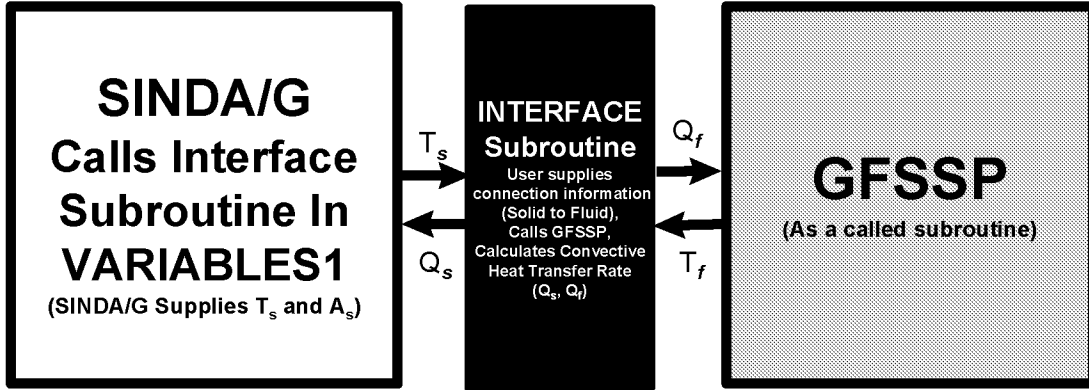 SINDA/G
Calls Interface
Subroutine In
VARIABLES1
(SINDA/G Supplies Ts and As)
Ts
Qs
INTERFACE
Subroutine
User supplies
connection information
(Solid to Fluid),
Calls GFSSP,
Calculates Convective
Heat Transfer Rate
(Qs, Qf)
Qf
Tf
GFSSP
(As a called subroutine)